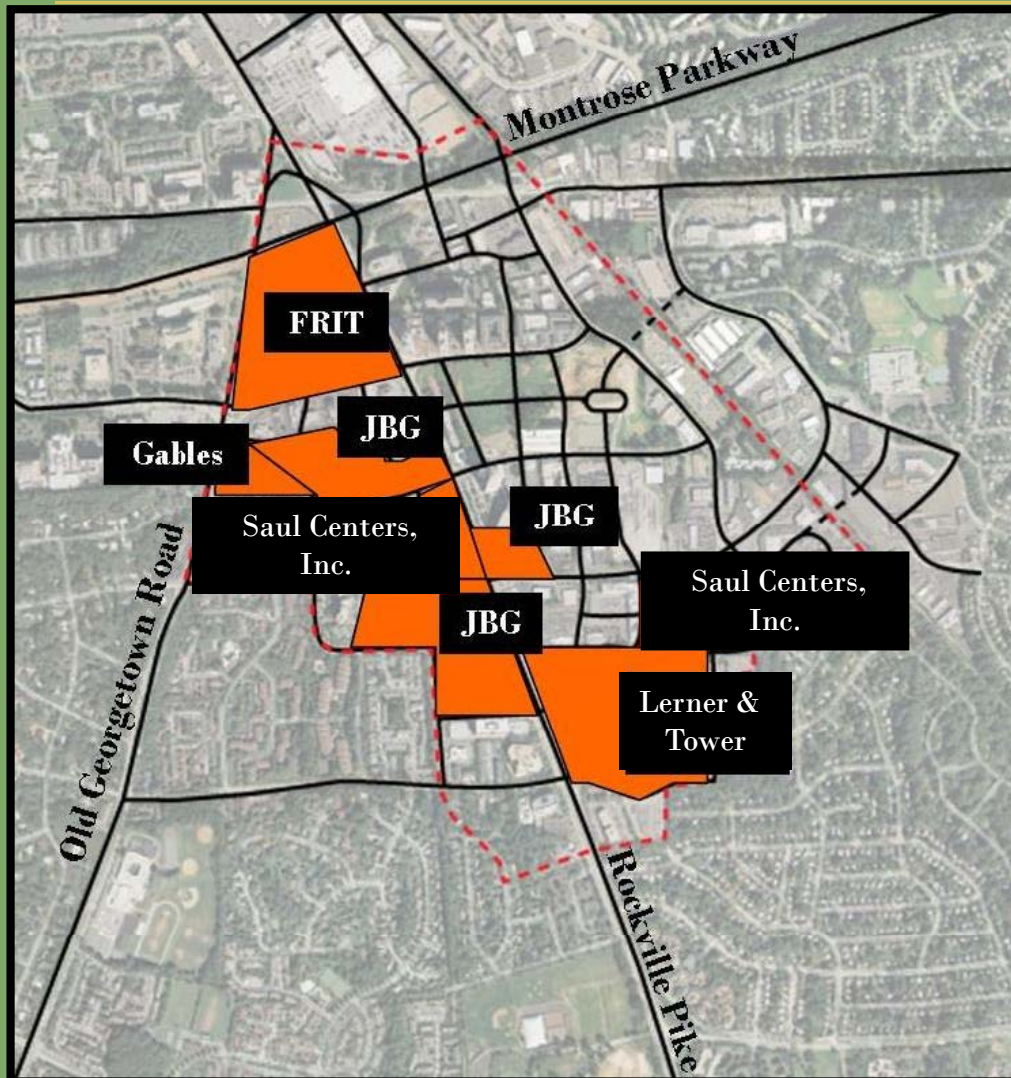 Montrose Parkway
FRIT
JBG
Gables
JBG
Saul Centers,
Inc.
Saul Centers,
Inc.
JBG
Lerner &
Tower
Old Georgetown Road
Rockville Pike